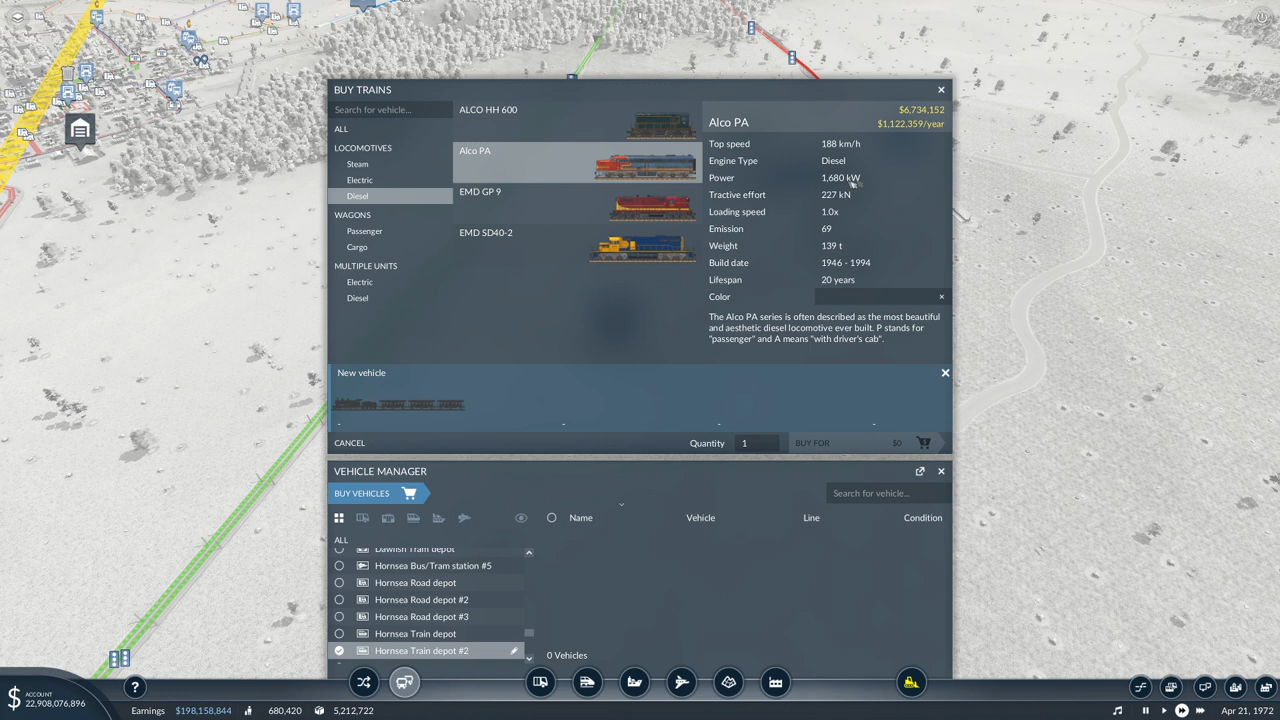 BUY TRAINS
Search for vehicle...
ALL
LOCOMOTIVES
Steam
Electric
Diesel
WAGONS
Passenger
Cargo
MULTIPLE UNITS
Electric
Diesel
ALCO HH 600
Alco PA
EMD GP 9
EMD SD40-2
$6,734,152
Alco PA
$1,122,359/year
Top speed 188 km/h
Engine Type Diesel
Power 1,680 kW
Tractive effort 227 kN
Loading speed 1.0x
Emission 69
Weight 139 t
Build date 1946 - 1994
Lifespan 20 years
Color
The Alco PA series is often described as the most beautiful
and aesthetic diesel locomotive ever built. P stands for
"passenger" and A means "with driver's cab".
New vehicle
- - - -
CANCEL Quantity 1 BUY FOR $0
VEHICLE MANAGER
BUY VEHICLES Search for vehicle...
Name Vehicle Line Condition
ALL
Dawlish Tram depot
Hornsea Bus/Tram station #5
Hornsea Road depot
Hornsea Road depot #2
Hornsea Road depot #3
Hornsea Train depot
Hornsea Train depot #2
0 Vehicles
$ ACCOUNT
22,908,076,896
?
Earnings $198,158,844 680,420 5,212,722 Apr 21, 1972